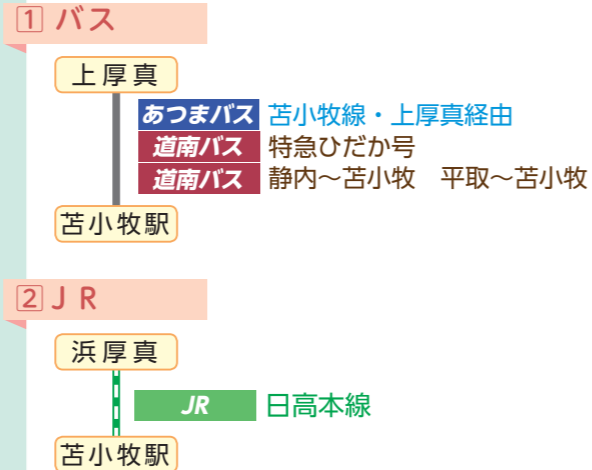 1 バス
上厚真
あつまバス 苫小牧線・上厚真経由
道南バス 特急ひだか号
道南バス 静内～苫小牧 平取～苫小牧
苫小牧駅
2 JR
浜厚真
JR 日高本線
苫小牧駅